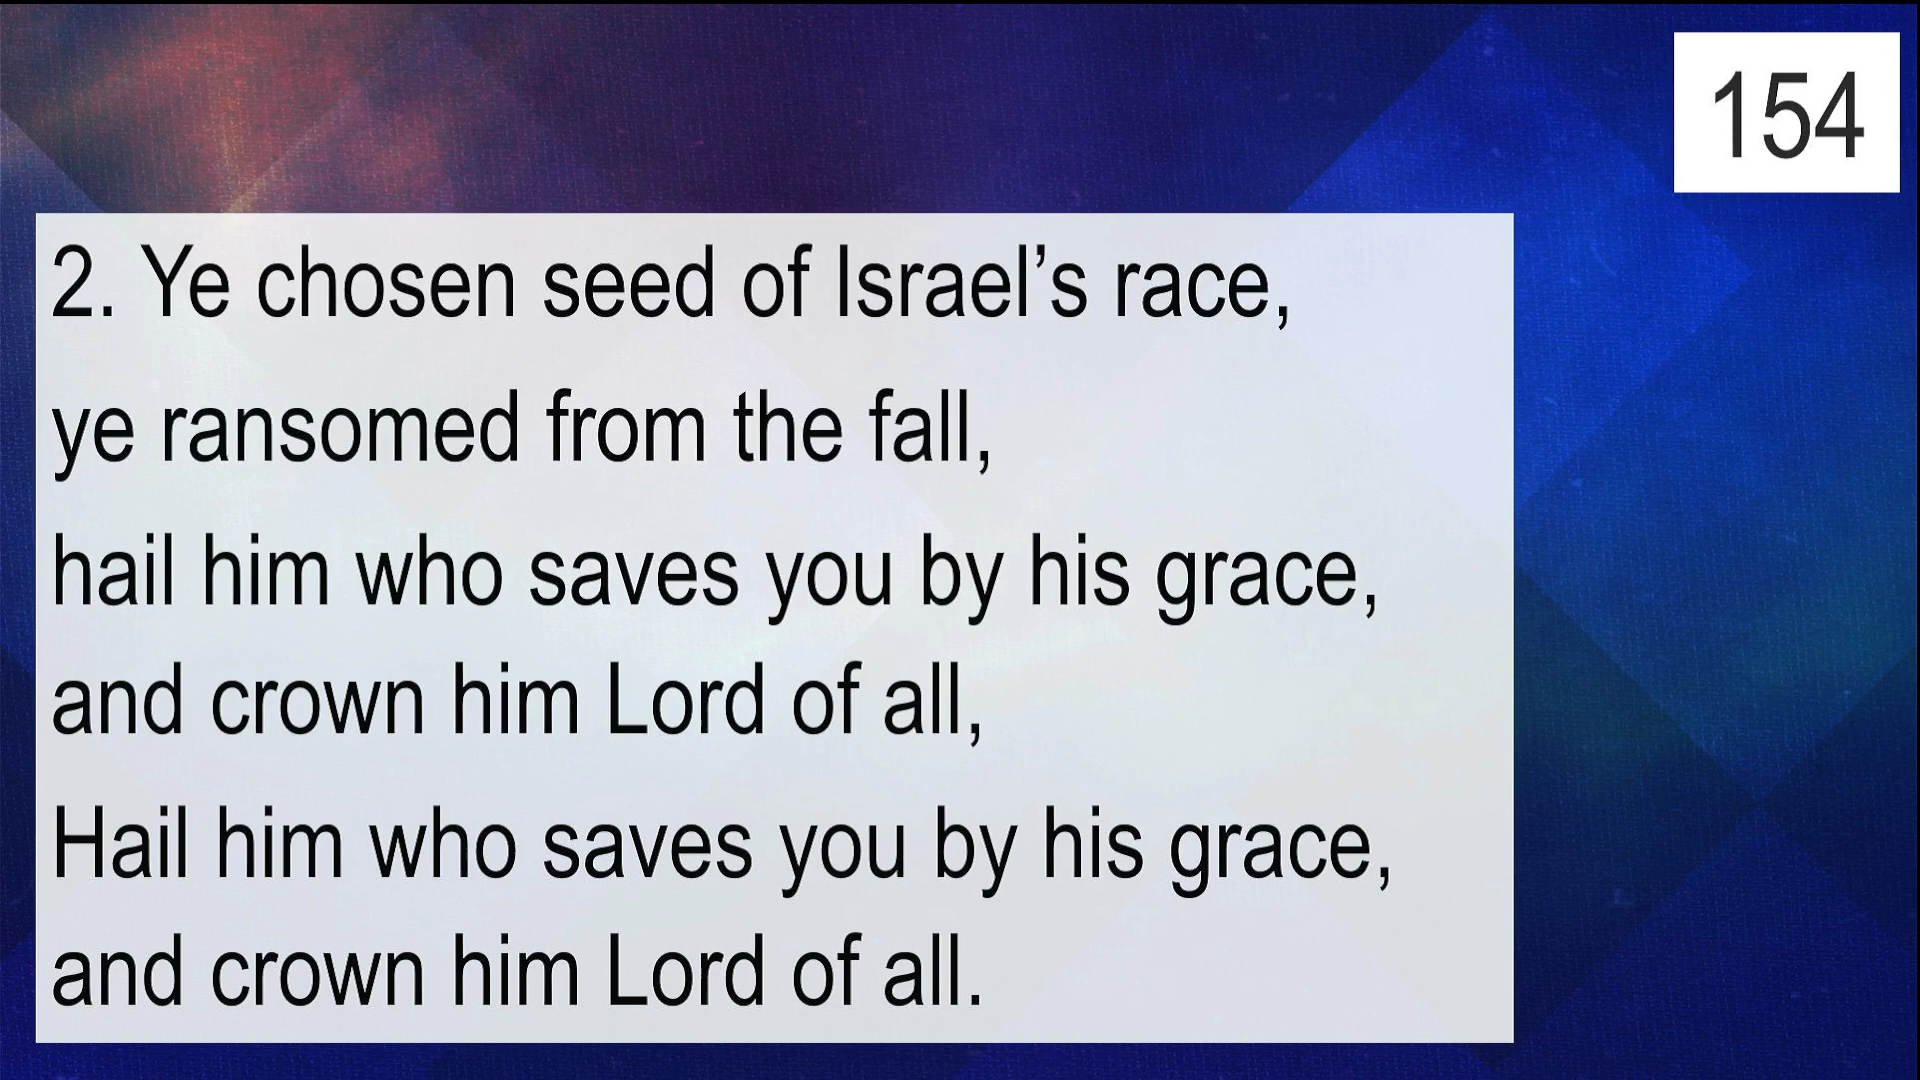 154
2. Ye chosen seed of Israel’s race,
ye ransomed from the fall,
hail him who saves you by his grace,
and crown him Lord of all,
Hail him who saves you by his grace,
and crown him Lord of all.